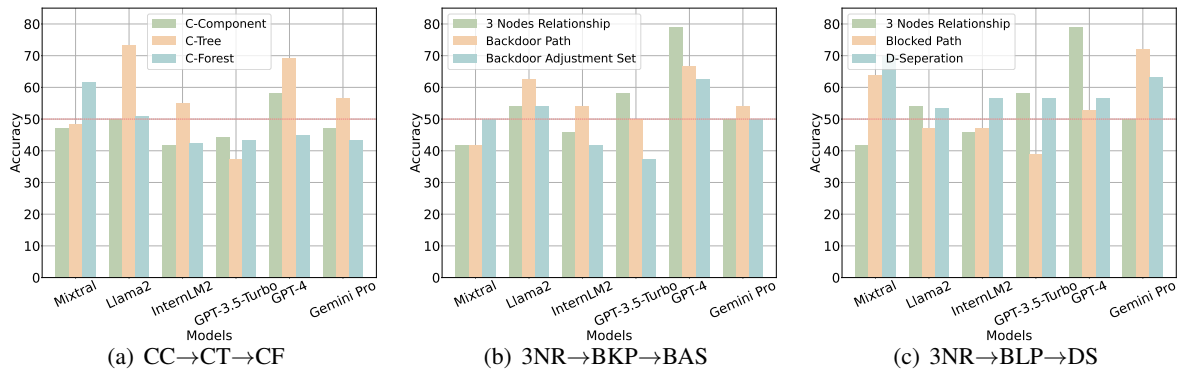 80
70
60
50
40
30
20
10
0
Accuracy
C-Component
C-Tree
C-Forest
Mixtral
Llama2
InternLM2
GPT-3.5-Turbo
GPT-4
Gemini Pro
Models
(a) CC→CT→CF
80
70
60
50
40
30
20
10
0
Accuracy
3 Nodes Relationship
Backdoor Path
Backdoor Adjustment Set
Mixtral
Llama2
InternLM2
GPT-3.5-Turbo
GPT-4
Gemini Pro
Models
(b) 3NR→BKP→BAS
80
70
60
50
40
30
20
10
0
Accuracy
3 Nodes Relationship
Blocked Path
D-Seperation
Mixtral
Llama2
InternLM2
GPT-3.5-Turbo
GPT-4
Gemini Pro
Models
(c) 3NR→BLP→DS